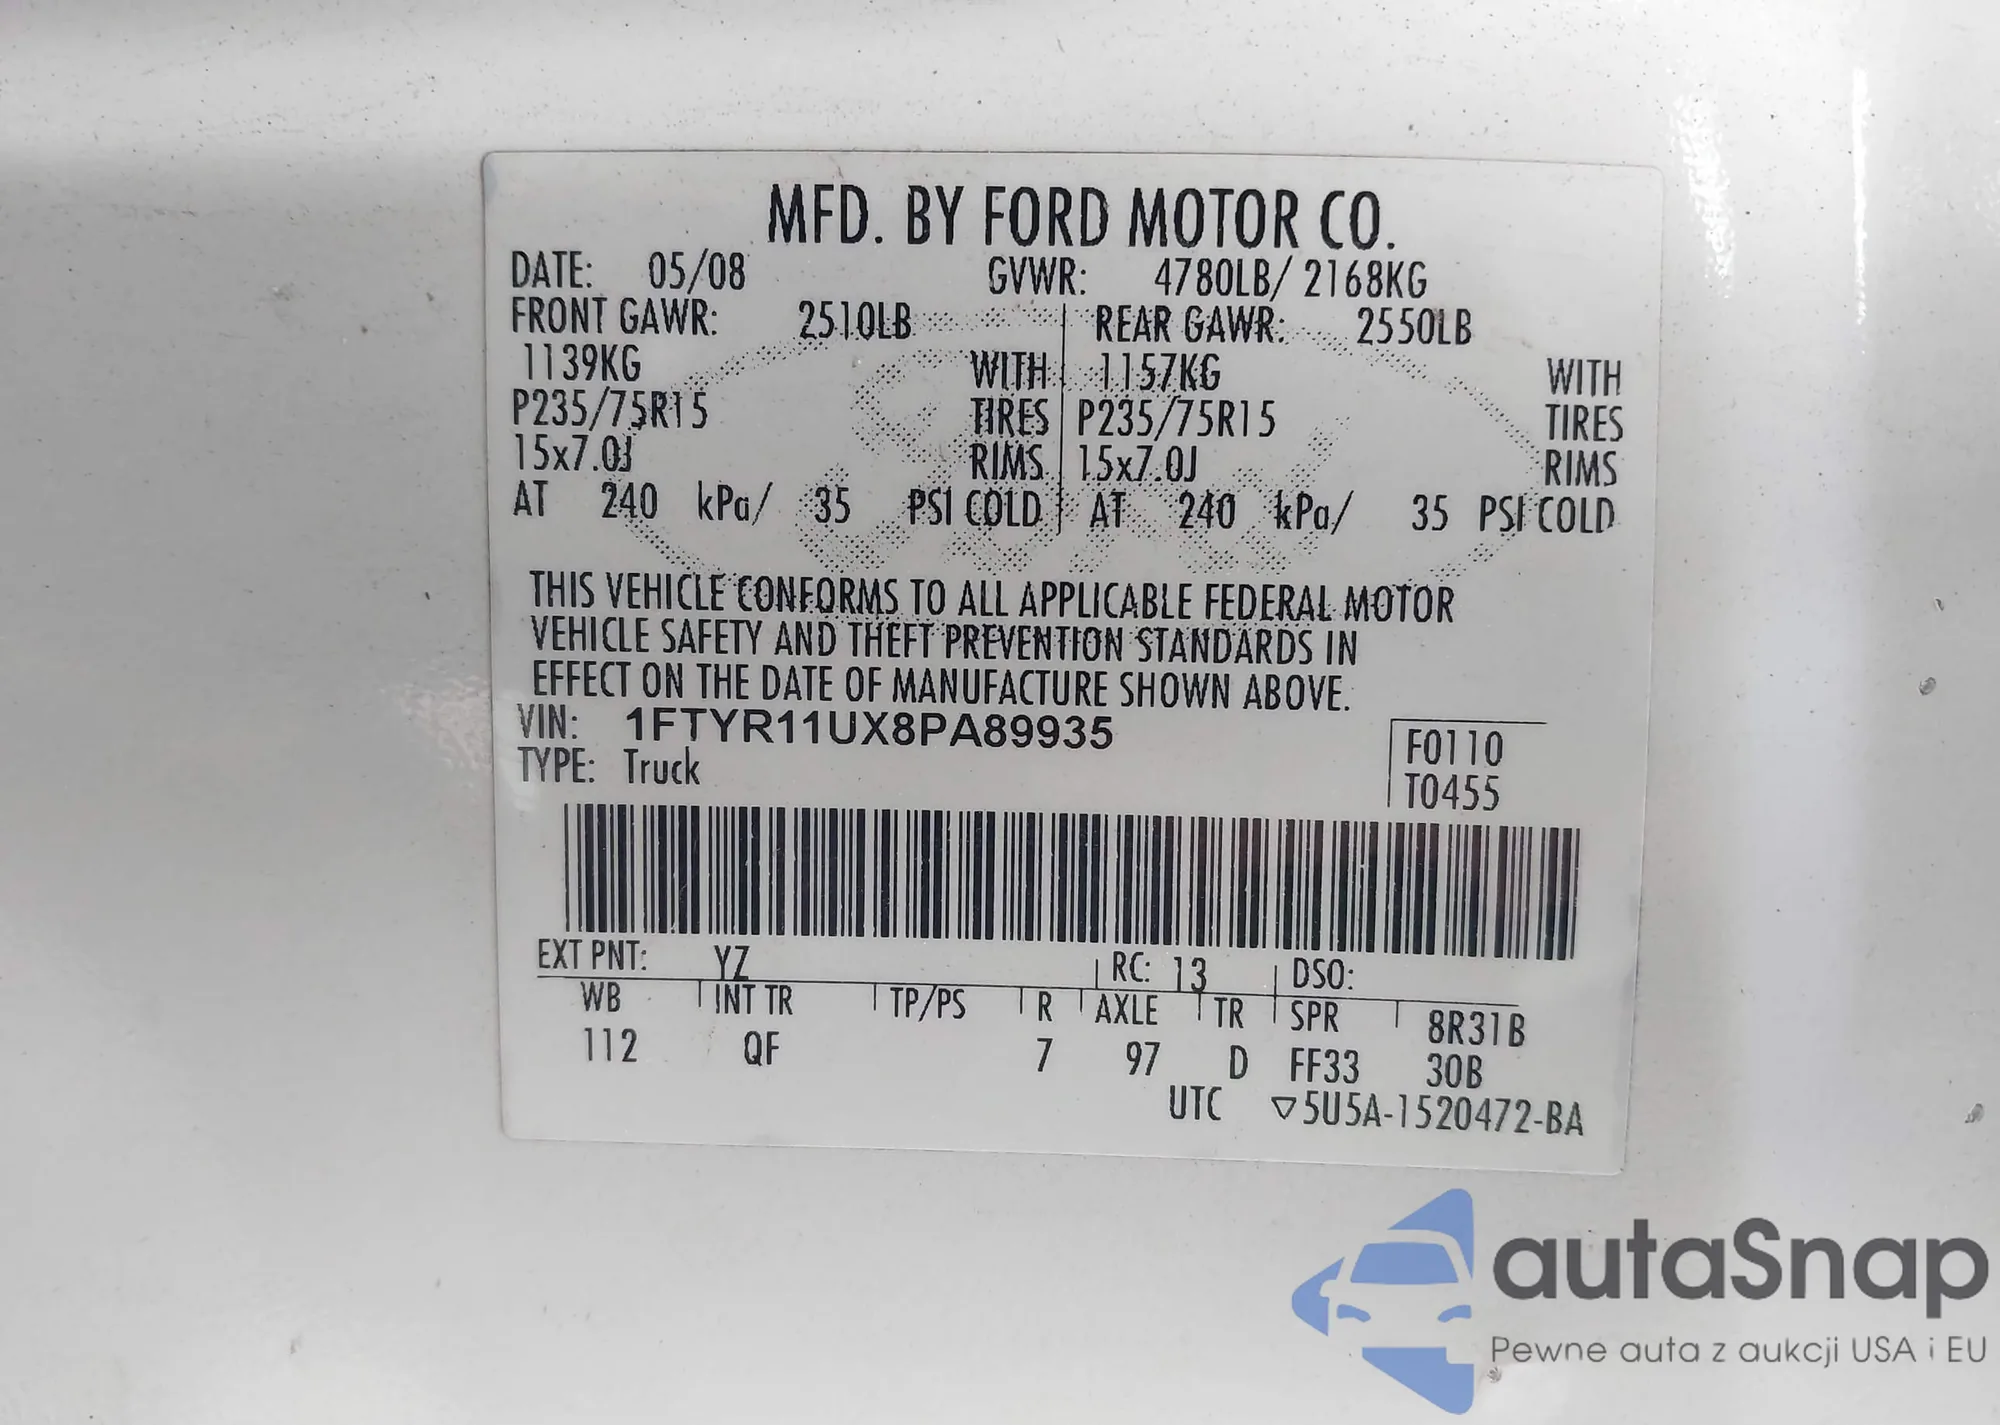 MFD. BY FORD MOTOR CO.
DATE: 05/08 GVWR: 4780LB/ 2168KG
FRONT GAWR: 2510LB REAR GAWR: 2550LB
1139KG WITH 1157KG WITH
P235/75R15 TIRES P235/75R15 TIRES
15x7.0J RIMS 15x7.0J RIMS
AT 240 kPa/ 35 PSI COLD AT 240 kPa/ 35 PSI COLD
THIS VEHICLE CONFORMS TO ALL APPLICABLE FEDERAL MOTOR
VEHICLE SAFETY AND THEFT PREVENTION STANDARDS IN
EFFECT ON THE DATE OF MANUFACTURE SHOWN ABOVE.
VIN: 1FTYR11UX8PA89935
TYPE: Truck
F0110
T0455
EXT PNT: YZ RC: 13 DSO:
WB INT TR TP/PS R AXLE TR SPR 8R31B
112 QF 7 97 D FF33 30B
UTC ▽5U5A-1520472-BA
autaSnap
Pewne auta z aukcji USA i EU